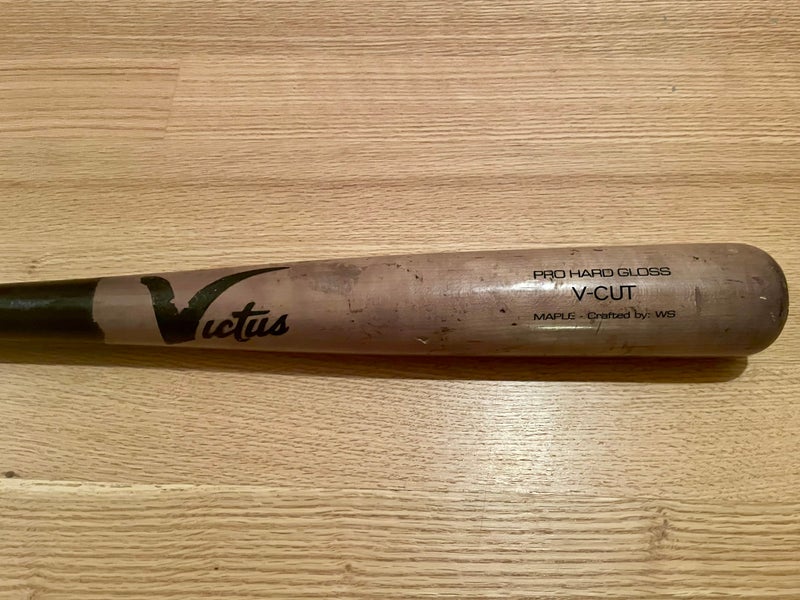 Victus
PRO HARD GLOSS
V-CUT
MAPLE - Crafted by: WS